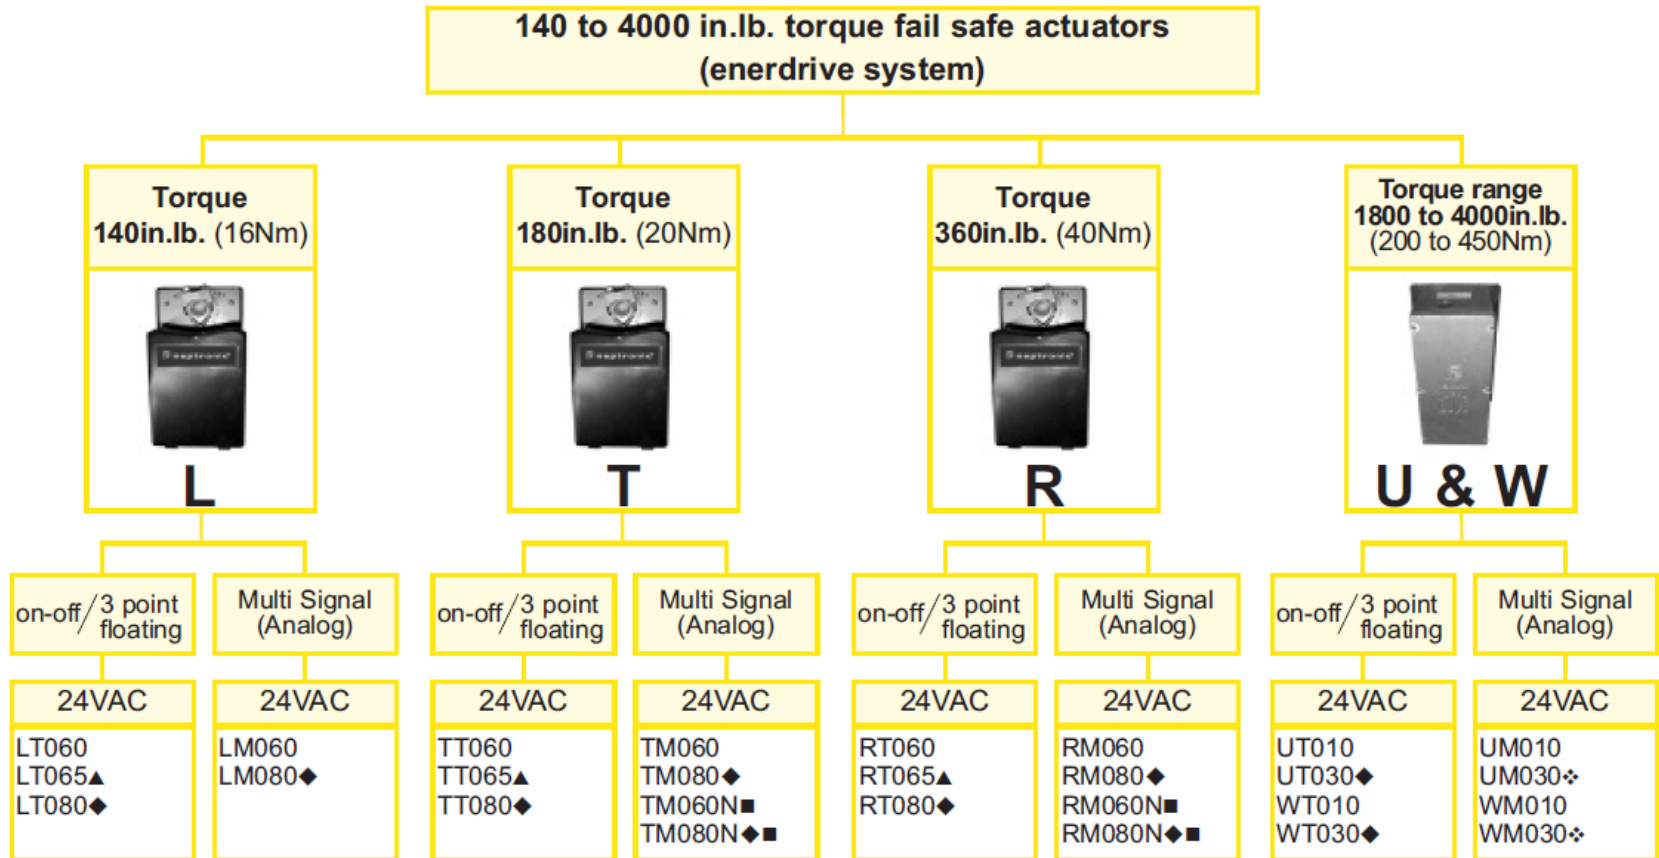 140 to 4000 in.lb. torque fail safe actuators
(enerdrive system)
Torque
140in.lb. (16Nm)
L
Torque
180in.lb. (20Nm)
T
Torque
360in.lb. (40Nm)
R
Torque range
1800 to 4000in.lb.
(200 to 450Nm)
U & W
on-off/3 point
floating
24VAC
LT060
LT065▲
LT080◆
Multi Signal
(Analog)
24VAC
LM060
LM080◆
on-off/3 point
floating
24VAC
TT060
TT065▲
TT080◆
Multi Signal
(Analog)
24VAC
TM060
TM080◆
TM060N■
TM080N◆■
on-off/3 point
floating
24VAC
RT060
RT065▲
RT080◆
Multi Signal
(Analog)
24VAC
RM060
RM080◆
RM060N■
RM080N◆■
on-off/3 point
floating
24VAC
UT010
UT030◆
WT010
WT030◆
Multi Signal
(Analog)
24VAC
UM010
UM030❖
WM010
WM030❖